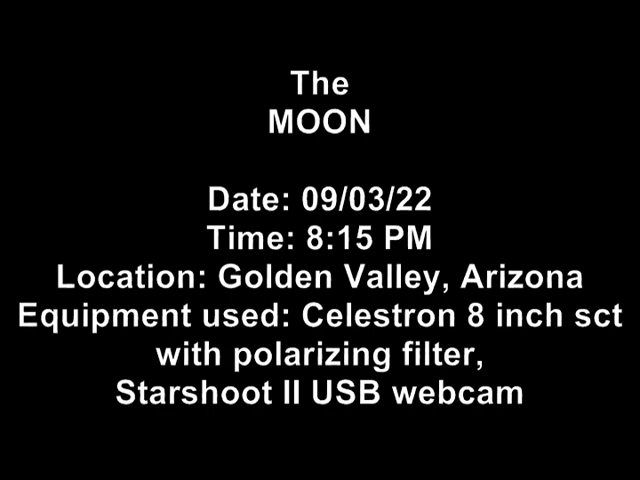 The
MOON
Date: 09/03/22
Time: 8:15 PM
Location: Golden Valley, Arizona
Equipment used: Celestron 8 inch sct
with polarizing filter,
Starshoot II USB webcam